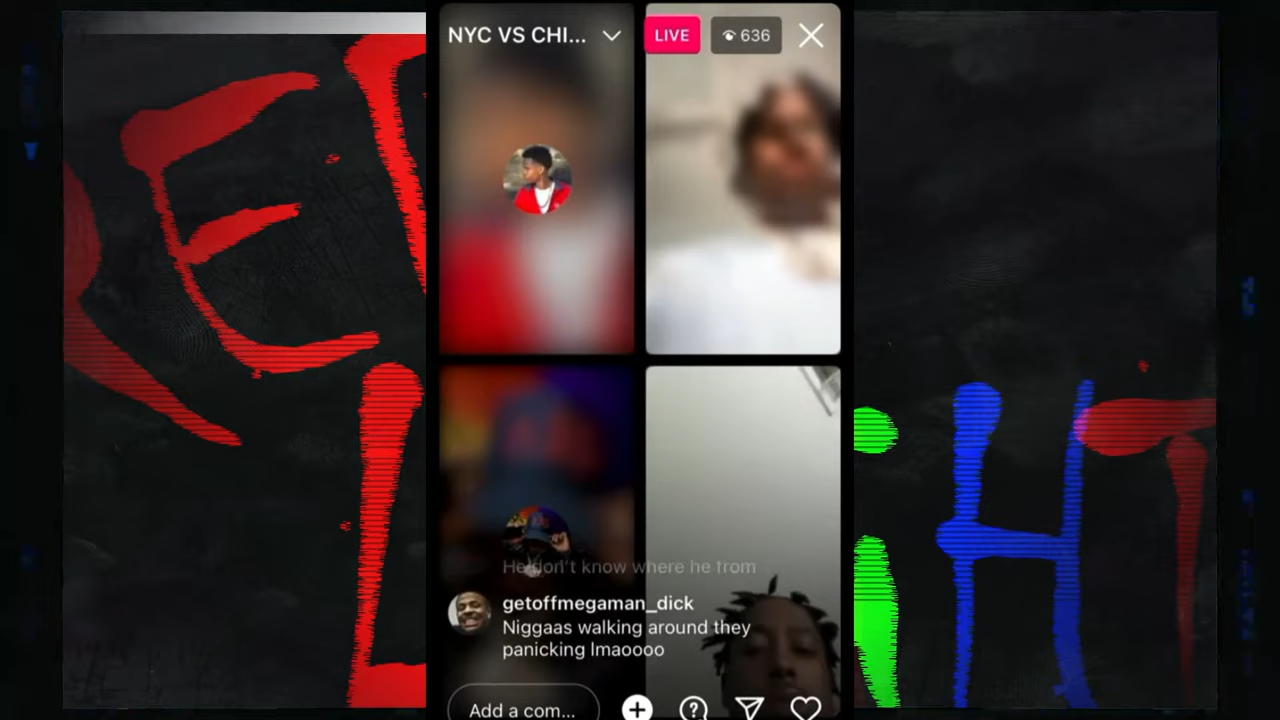 NYC VS CHI...
LIVE
636
He don't know where he from
getoffmegaman_dick
Niggaas walking around they
panicking lmaoooo
Add a com...